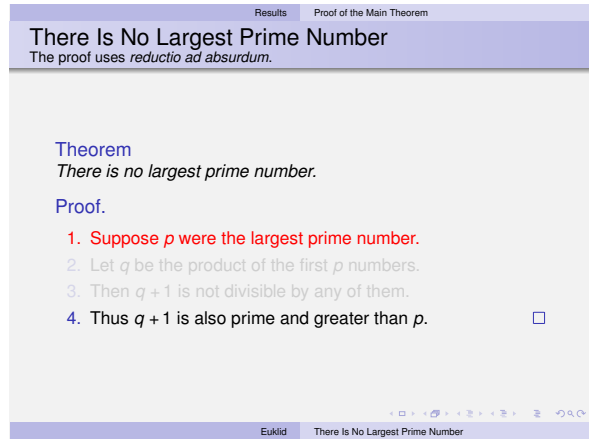 Results Proof of the Main Theorem
There Is No Largest Prime Number
The proof uses reductio ad absurdum.
Theorem
There is no largest prime number.
Proof.
1. Suppose p were the largest prime number.
2. Let q be the product of the first p numbers.
3. Then q + 1 is not divisible by any of them.
4. Thus q + 1 is also prime and greater than p.
Euklid There Is No Largest Prime Number